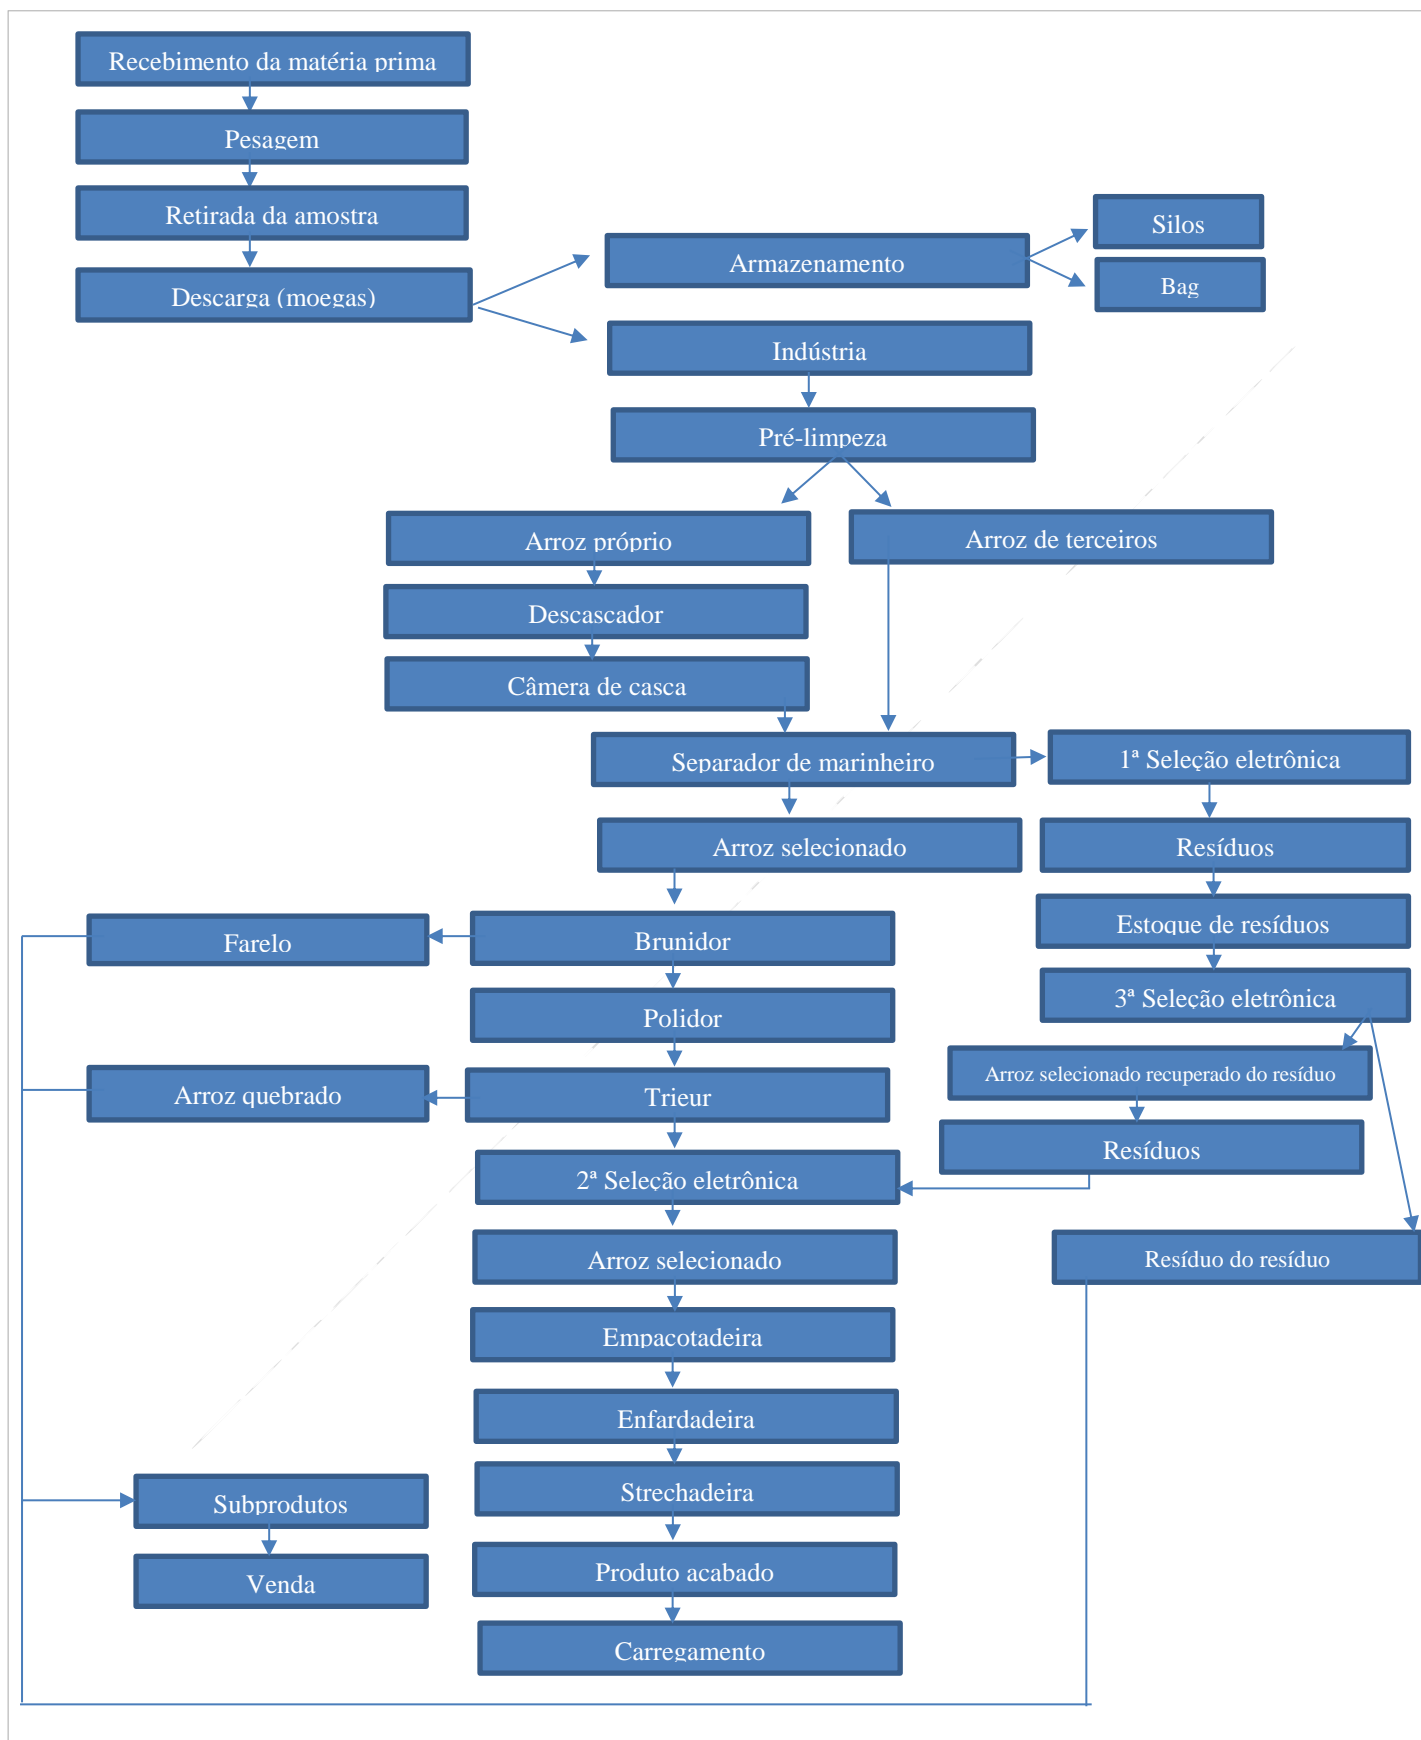 Recebimento da matéria prima
Pesagem
Retirada da amostra
Descarga (moegas)
Armazenamento
Silos
Bag
Indústria
Pré-limpeza
Arroz próprio
Arroz de terceiros
Descascador
Câmera de casca
Separador de marinheiro
1ª Seleção eletrônica
Arroz selecionado
Resíduos
Estoque de resíduos
Farelo
Brunidor
3ª Seleção eletrônica
Polidor
Arroz selecionado recuperado do resíduo
Arroz quebrado
Trieur
Resíduos
2ª Seleção eletrônica
Arroz selecionado
Resíduo do resíduo
Empacotadeira
Enfardadeira
Strechadeira
Subprodutos
Produto acabado
Venda
Carregamento